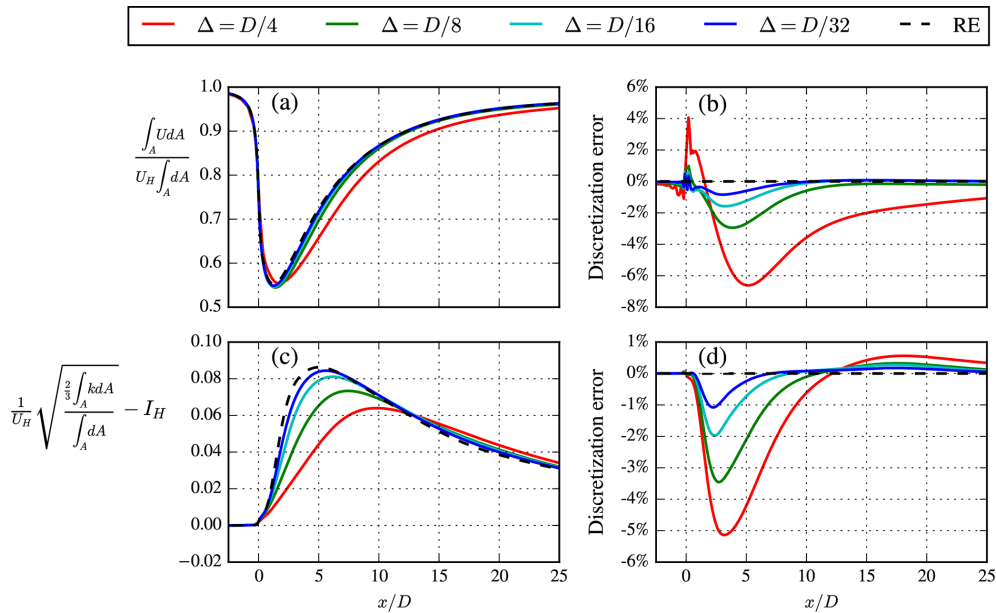 Δ = D/4 Δ = D/8 Δ = D/16 Δ = D/32 RE
(a)
∫_A UdA / U_H ∫_A dA
1.0
0.9
0.8
0.7
0.6
0.5
(b)
Discretization error
6%
4%
2%
0%
-2%
-4%
-6%
-8%
(c)
1/U_H √(2/3 ∫_A kdA / ∫_A dA) − I_H
0.10
0.08
0.06
0.04
0.02
0.00
−0.02
0 5 10 15 20 25
x/D
(d)
Discretization error
1%
0%
-1%
-2%
-3%
-4%
-5%
-6%
0 5 10 15 20 25
x/D